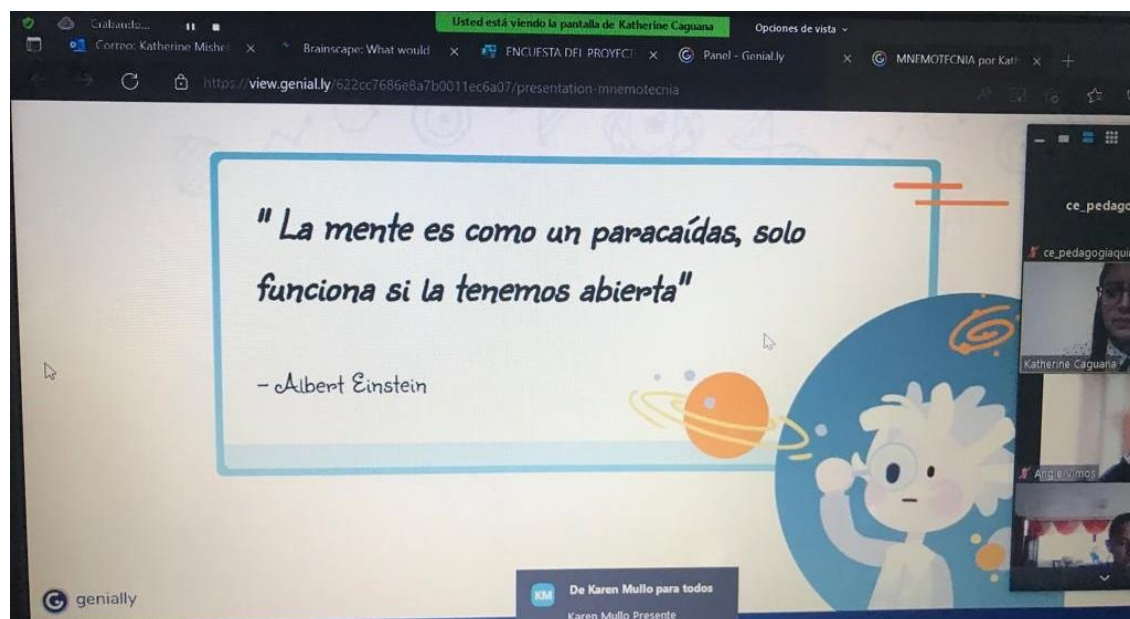 Grabando...
Usted está viendo la pantalla de Katherine Caguana
Opciones de vista
Correo: Katherine Mishel
Brainscape: What would
ENCUESTA DEL PROYECT
Panel - Genial.ly
MNEMOTECNIA por Kath
https://view.genial.ly/622cc7686e8a7b0011ec6a07/presentation-mnemotecnia
" La mente es como un paracaídas, solo
funciona si la tenemos abierta"
- Albert Einstein
ce_pedago
ce_pedagogiaqui
Katherine Caguana
Angie Vimos
genially
KM
De Karen Mullo para todos
Karen Mullo Presente